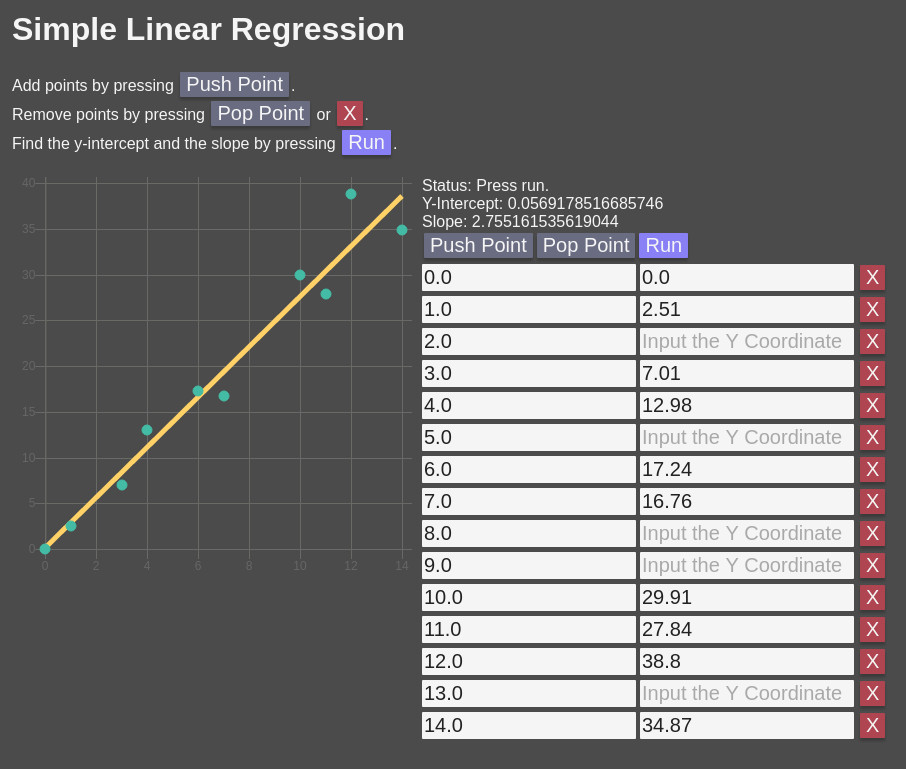 Simple Linear Regression
Add points by pressing Push Point.
Remove points by pressing Pop Point or X.
Find the y-intercept and the slope by pressing Run.
40
35
30
25
20
15
10
5
0
0 2 4 6 8 10 12 14
Status: Press run.
Y-Intercept: 0.0569178516685746
Slope: 2.755161535619044
Push Point Pop Point Run
0.0 0.0 X
1.0 2.51 X
2.0 Input the Y Coordinate X
3.0 7.01 X
4.0 12.98 X
5.0 Input the Y Coordinate X
6.0 17.24 X
7.0 16.76 X
8.0 Input the Y Coordinate X
9.0 Input the Y Coordinate X
10.0 29.91 X
11.0 27.84 X
12.0 38.8 X
13.0 Input the Y Coordinate X
14.0 34.87 X